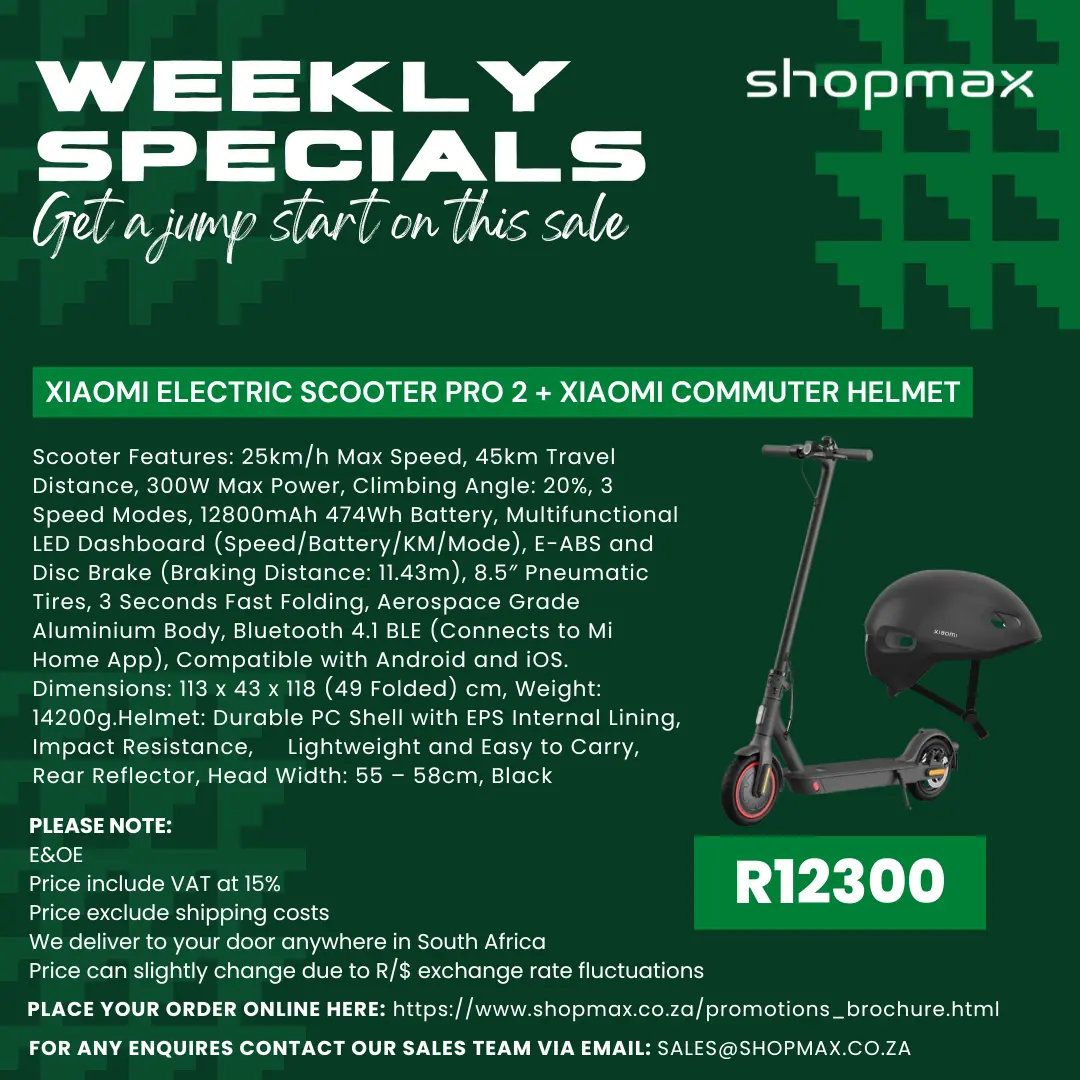 WEEKLY
SPECIALS
shopmax
Get a jump start on this sale
XIAOMI ELECTRIC SCOOTER PRO 2 + XIAOMI COMMUTER HELMET
Scooter Features: 25km/h Max Speed, 45km Travel
Distance, 300W Max Power, Climbing Angle: 20%, 3
Speed Modes, 12800mAh 474Wh Battery, Multifunctional
LED Dashboard (Speed/Battery/KM/Mode), E-ABS and
Disc Brake (Braking Distance: 11.43m), 8.5″ Pneumatic
Tires, 3 Seconds Fast Folding, Aerospace Grade
Aluminium Body, Bluetooth 4.1 BLE (Connects to Mi
Home App), Compatible with Android and iOS.
Dimensions: 113 x 43 x 118 (49 Folded) cm, Weight:
14200g.Helmet: Durable PC Shell with EPS Internal Lining,
Impact Resistance, Lightweight and Easy to Carry,
Rear Reflector, Head Width: 55 – 58cm, Black
XIAOMI
PLEASE NOTE:
E&OE
Price include VAT at 15%
Price exclude shipping costs
We deliver to your door anywhere in South Africa
Price can slightly change due to R/$ exchange rate fluctuations
R12300
PLACE YOUR ORDER ONLINE HERE: https://www.shopmax.co.za/promotions_brochure.html
FOR ANY ENQUIRES CONTACT OUR SALES TEAM VIA EMAIL: SALES@SHOPMAX.CO.ZA